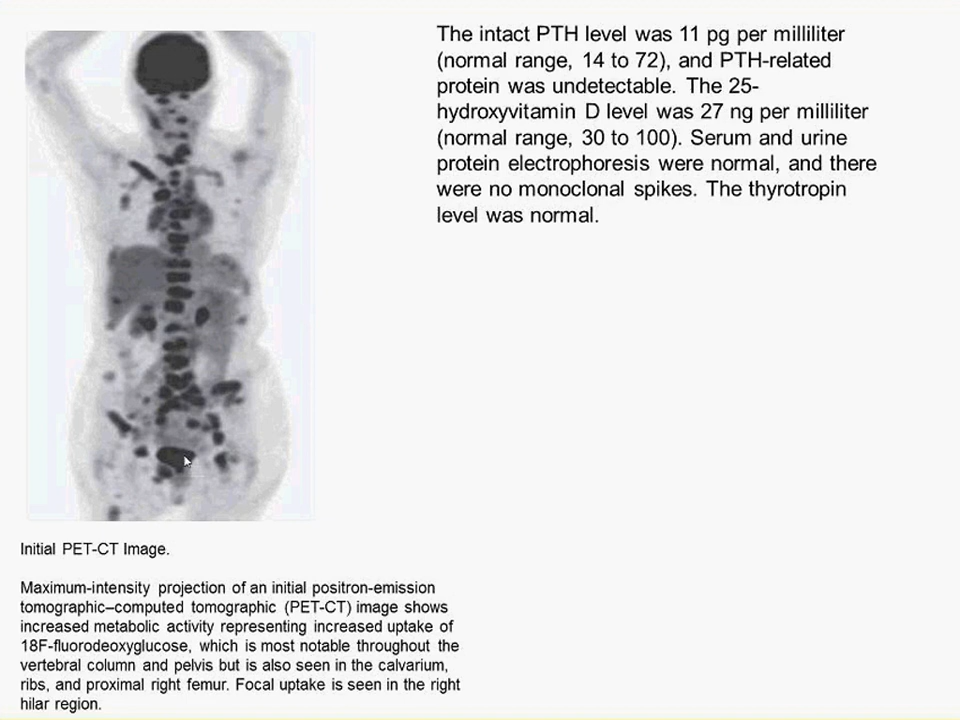 The intact PTH level was 11 pg per milliliter
(normal range, 14 to 72), and PTH-related
protein was undetectable. The 25-
hydroxyvitamin D level was 27 ng per milliliter
(normal range, 30 to 100). Serum and urine
protein electrophoresis were normal, and there
were no monoclonal spikes. The thyrotropin
level was normal.
Initial PET-CT Image.
Maximum-intensity projection of an initial positron-emission
tomographic–computed tomographic (PET-CT) image shows
increased metabolic activity representing increased uptake of
18F-fluorodeoxyglucose, which is most notable throughout the
vertebral column and pelvis but is also seen in the calvarium,
ribs, and proximal right femur. Focal uptake is seen in the right
hilar region.